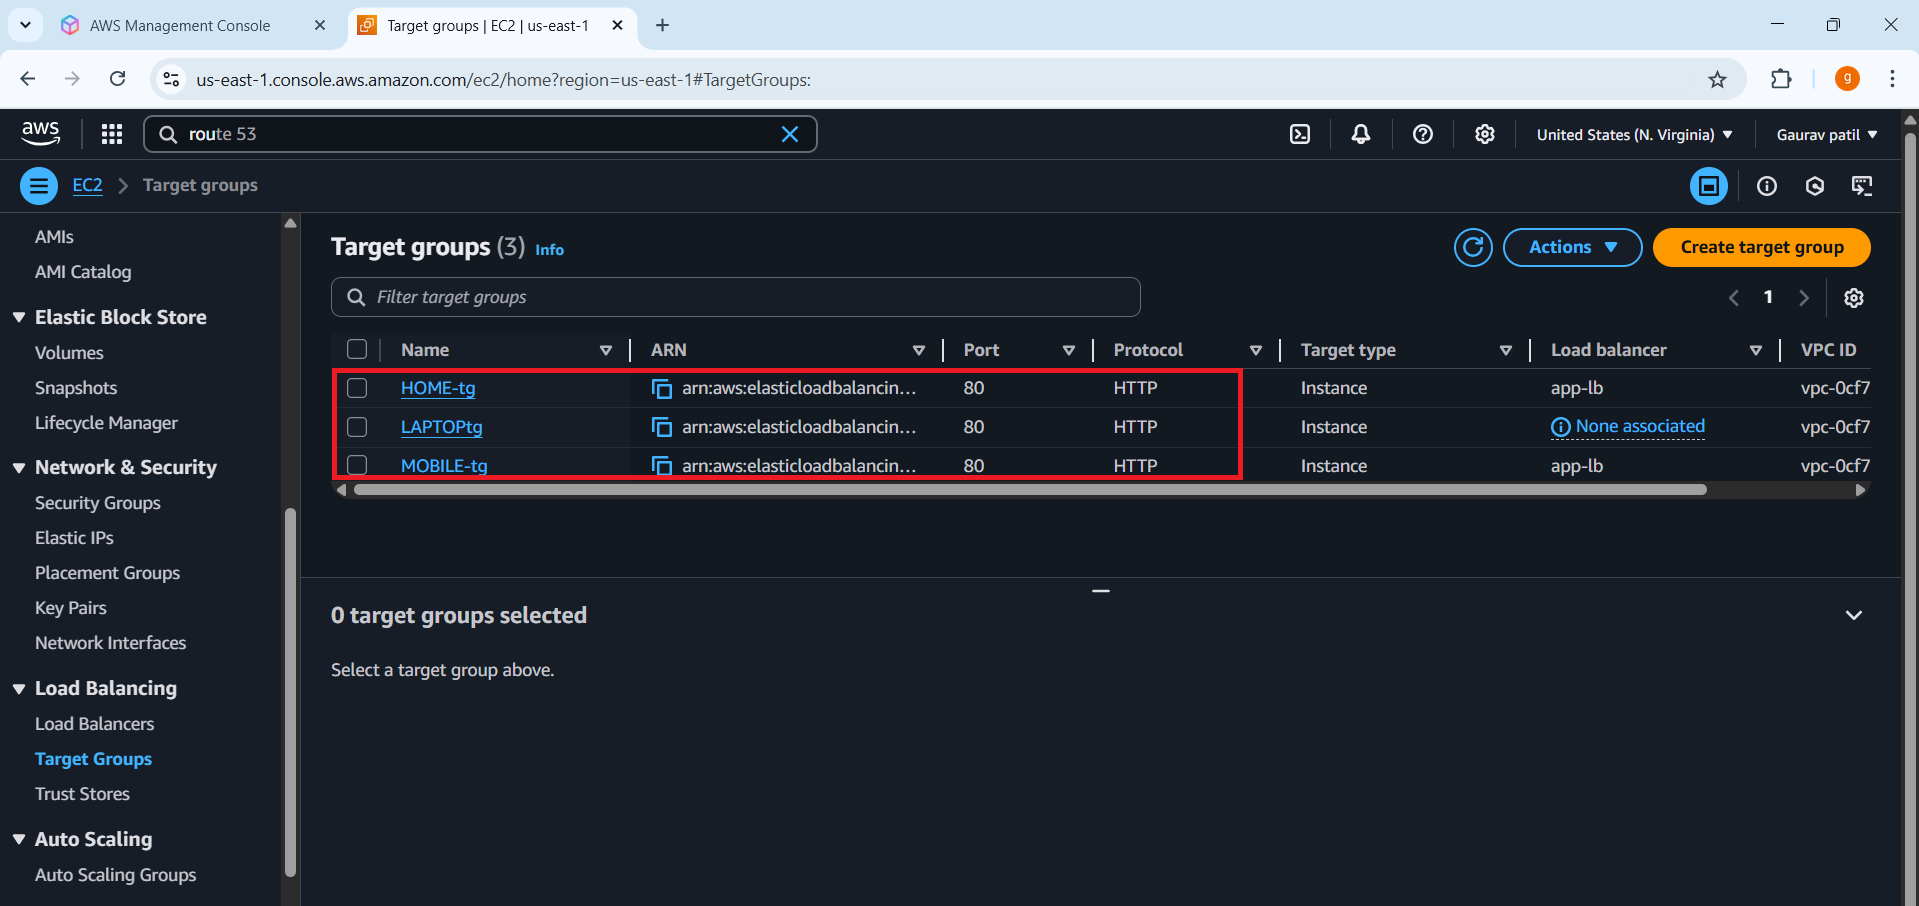 AWS Management Console
Target groups | EC2 | us-east-1
us-east-1.console.aws.amazon.com/ec2/home?region=us-east-1#TargetGroups:
g
aws
route 53
United States (N. Virginia)
Gaurav patil
EC2
Target groups
AMIs
AMI Catalog
Elastic Block Store
Volumes
Snapshots
Lifecycle Manager
Network & Security
Security Groups
Elastic IPs
Placement Groups
Key Pairs
Network Interfaces
Load Balancing
Load Balancers
Target Groups
Trust Stores
Auto Scaling
Auto Scaling Groups
Target groups (3) Info
Actions
Create target group
Filter target groups
1
Name ARN Port Protocol Target type Load balancer VPC ID
HOME-tg arn:aws:elasticloadbalancin... 80 HTTP Instance app-lb vpc-0cf7
LAPTOPtg arn:aws:elasticloadbalancin... 80 HTTP Instance None associated vpc-0cf7
MOBILE-tg arn:aws:elasticloadbalancin... 80 HTTP Instance app-lb vpc-0cf7
0 target groups selected
Select a target group above.